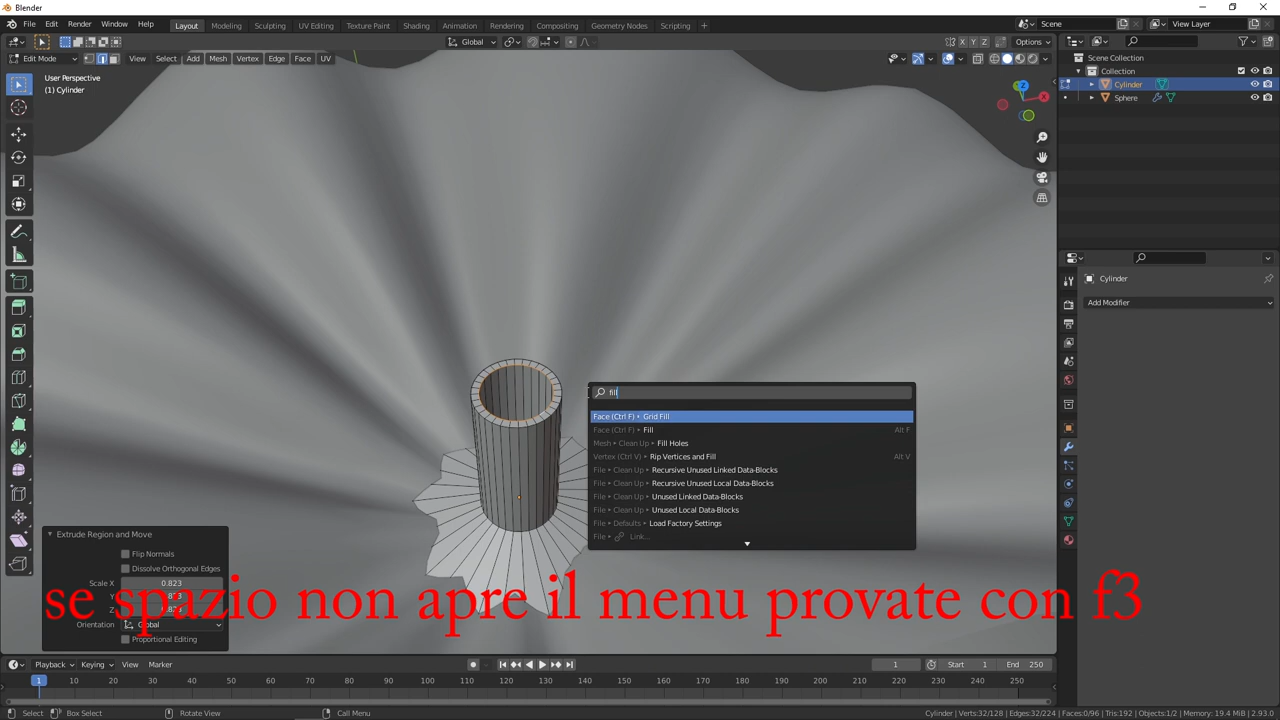 Blender
File Edit Render Window Help Layout Modeling Sculpting UV Editing Texture Paint Shading Animation Rendering Compositing Geometry Nodes Scripting + Scene View Layer
Global Options
Edit Mode View Select Add Mesh Vertex Edge Face UV
User Perspective
(1) Cylinder
X Y Z
Scene Collection
Collection
Cylinder
Sphere
Cylinder
Add Modifier
fill
Face (Ctrl F) Grid Fill
Face (Ctrl F) Fill Alt F
Mesh Clean Up Fill Holes
Vertex (Ctrl V) Rip Vertices and Fill Alt V
File Clean Up Recursive Unused Linked Data-Blocks
File Clean Up Recursive Unused Local Data-Blocks
File Clean Up Unused Linked Data-Blocks
File Clean Up Unused Local Data-Blocks
File Defaults Load Factory Settings
File Link...
Extrude Region and Move
Flip Normals
Dissolve Orthogonal Edges
Scale X 0.823
Z
Orientation Global
Proportional Editing
se spazio non apre il menu provate con f3
Playback Keying View Marker 1 Start 1 End 250
1 10 20 30 40 50 60 70 80 90 100 110 120 130 140 150 160 170 180 190 200 210 220 230 240 250
Select Box Select Rotate View Call Menu Cylinder | Verts:32/128 | Edges:32/224 | Faces:0/96 | Tris:192 | Objects:1/2 | Memory: 19.4 MiB | 2.93.0